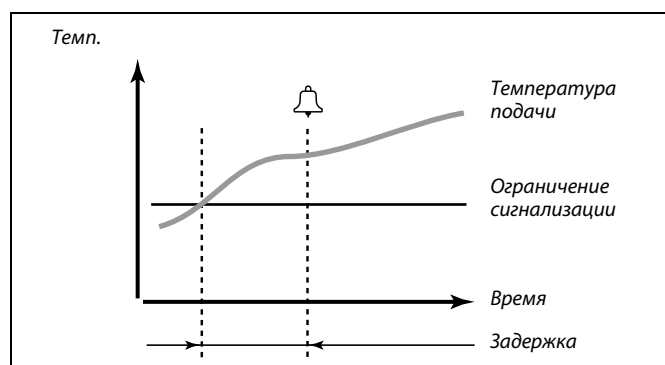 Темп.
Температура
подачи
Ограничение
сигнализации
Время
Задержка